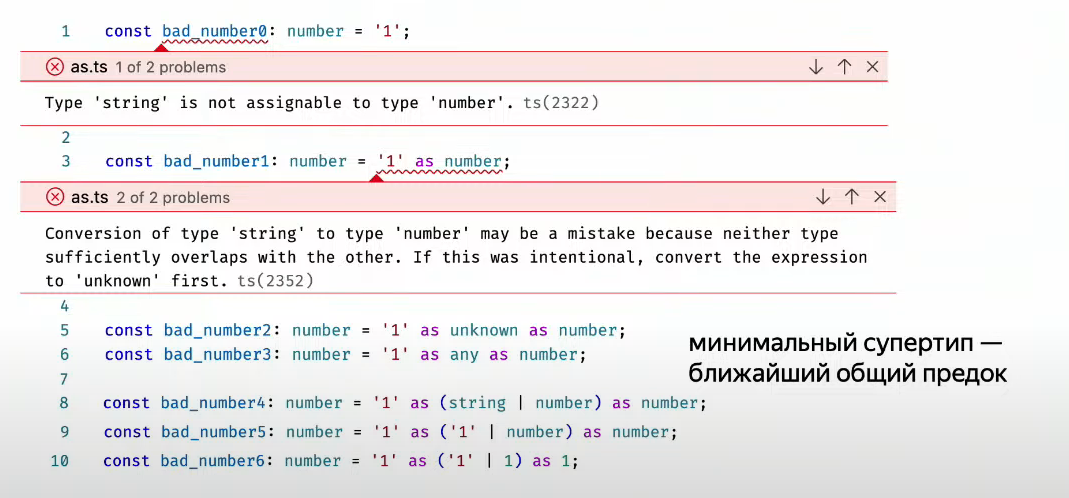 1 const bad_number0: number = '1';
as.ts 1 of 2 problems
Type 'string' is not assignable to type 'number'. ts(2322)
2
3 const bad_number1: number = '1' as number;
as.ts 2 of 2 problems
Conversion of type 'string' to type 'number' may be a mistake because neither type
sufficiently overlaps with the other. If this was intentional, convert the expression
to 'unknown' first. ts(2352)
4
5 const bad_number2: number = '1' as unknown as number;
6 const bad_number3: number = '1' as any as number;
минимальный супертип —
ближайший общий предок
7
8 const bad_number4: number = '1' as (string | number) as number;
9 const bad_number5: number = '1' as ('1' | number) as number;
10 const bad_number6: number = '1' as ('1' | 1) as 1;